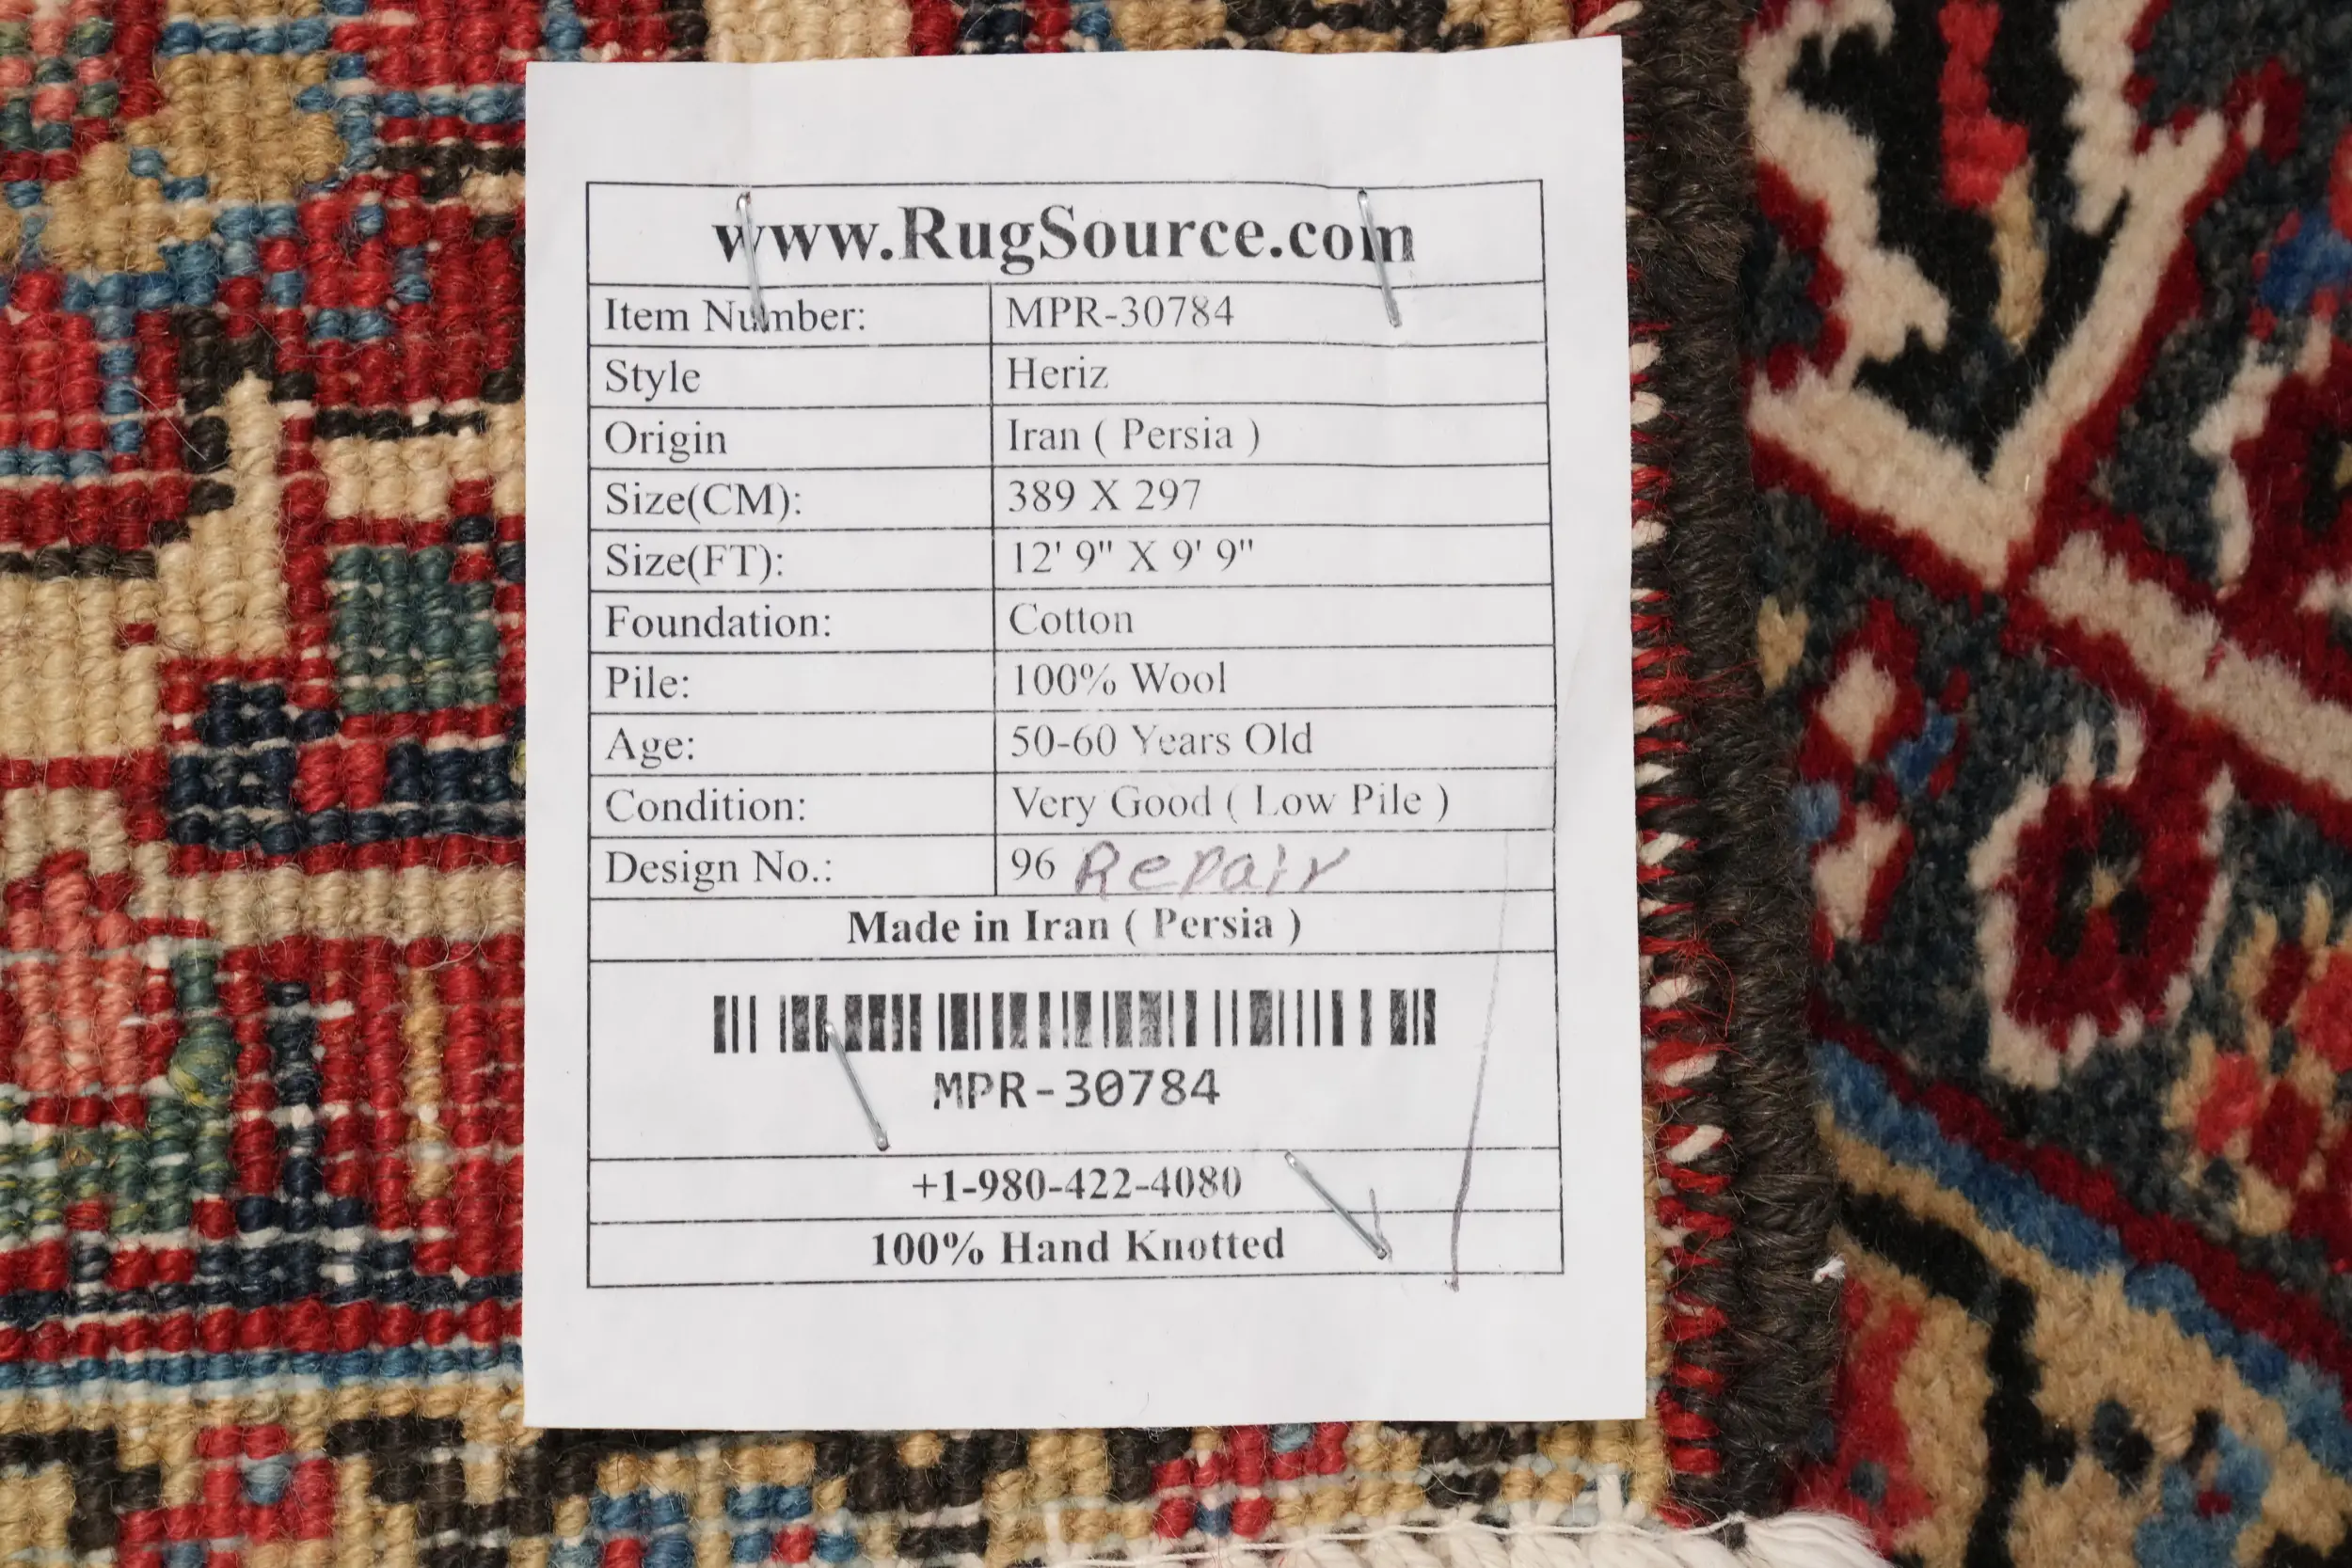 www.RugSource.com
Item Number: MPR-30784
Style Heriz
Origin Iran ( Persia )
Size(CM): 389 X 297
Size(FT): 12' 9" X 9' 9"
Foundation: Cotton
Pile: 100% Wool
Age: 50-60 Years Old
Condition: Very Good ( Low Pile )
Design No.: 96 Repair
Made in Iran ( Persia )
MPR-30784
+1-980-422-4080
100% Hand Knotted